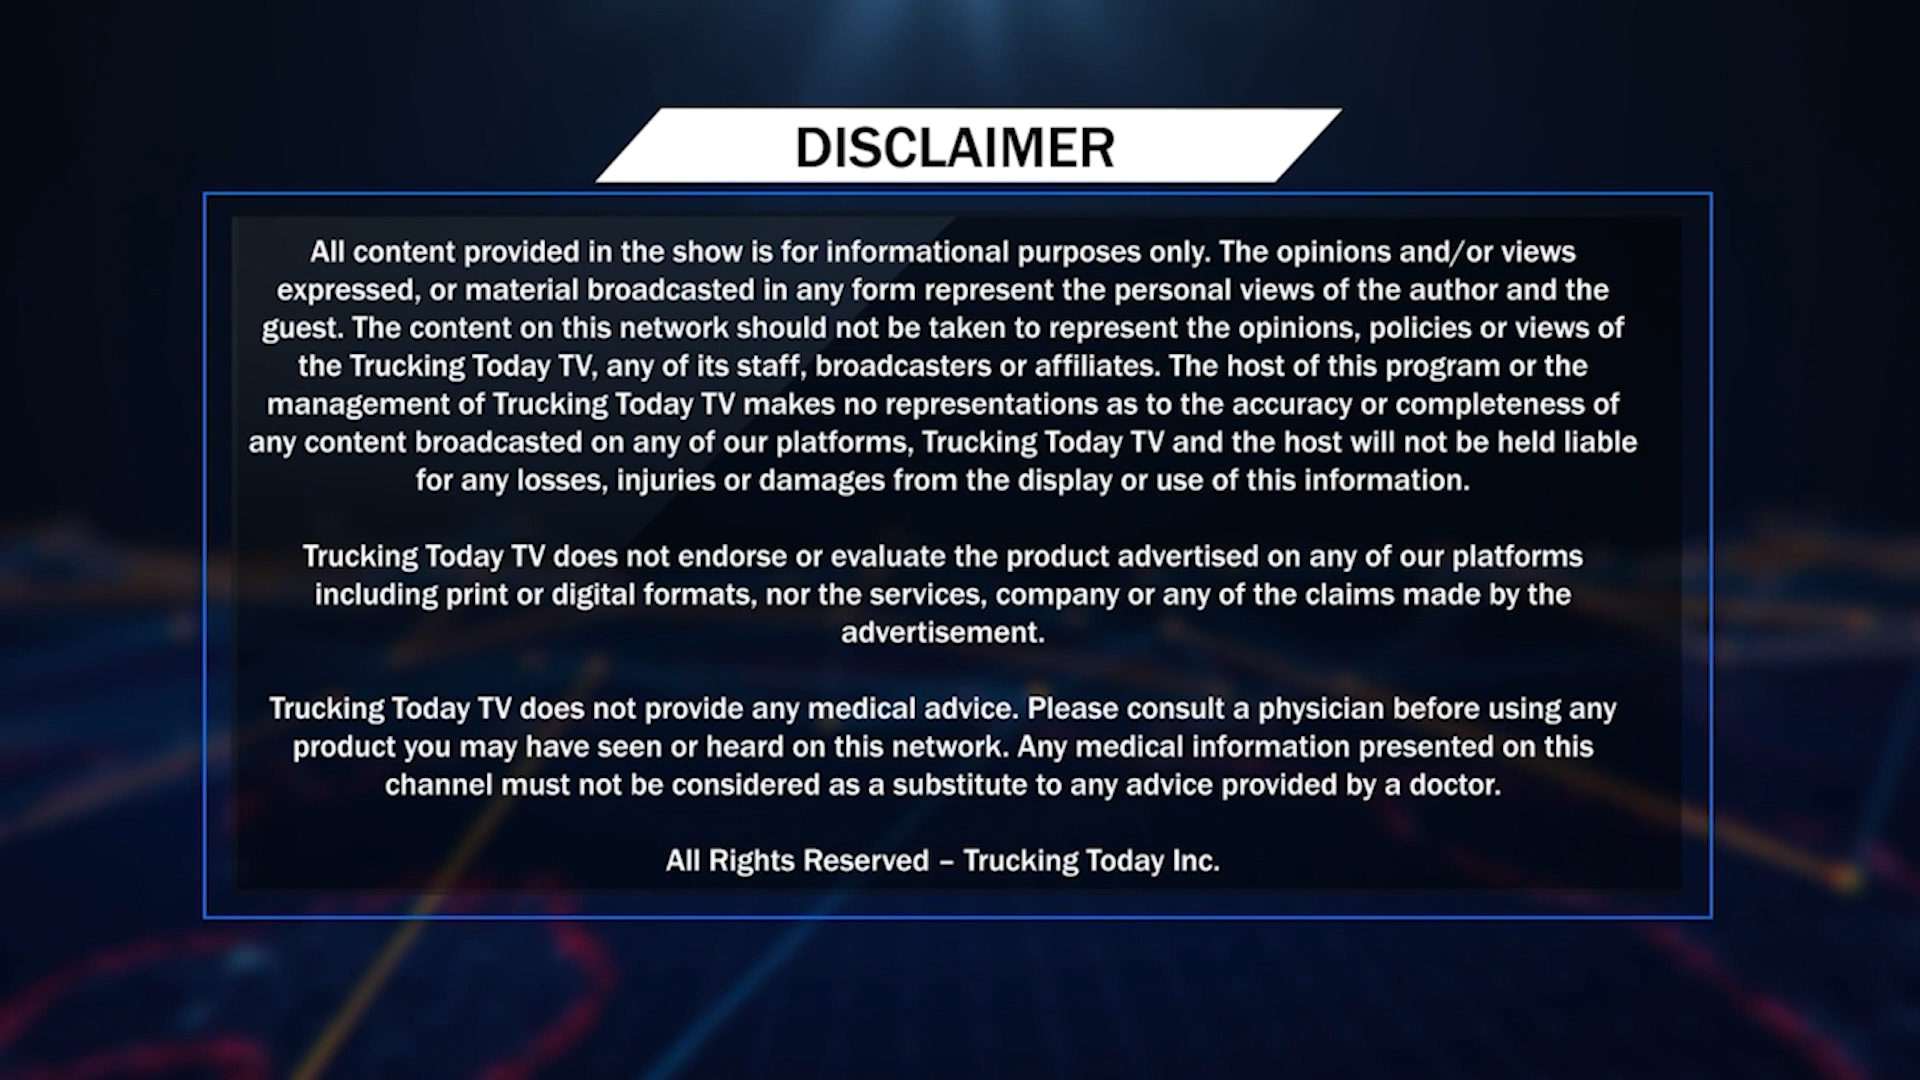 DISCLAIMER
All content provided in the show is for informational purposes only. The opinions and/or views
expressed, or material broadcasted in any form represent the personal views of the author and the
guest. The content on this network should not be taken to represent the opinions, policies or views of
the Trucking Today TV, any of its staff, broadcasters or affiliates. The host of this program or the
management of Trucking Today TV makes no representations as to the accuracy or completeness of
any content broadcasted on any of our platforms, Trucking Today TV and the host will not be held liable
for any losses, injuries or damages from the display or use of this information.
Trucking Today TV does not endorse or evaluate the product advertised on any of our platforms
including print or digital formats, nor the services, company or any of the claims made by the
advertisement.
Trucking Today TV does not provide any medical advice. Please consult a physician before using any
product you may have seen or heard on this network. Any medical information presented on this
channel must not be considered as a substitute to any advice provided by a doctor.
All Rights Reserved – Trucking Today Inc.